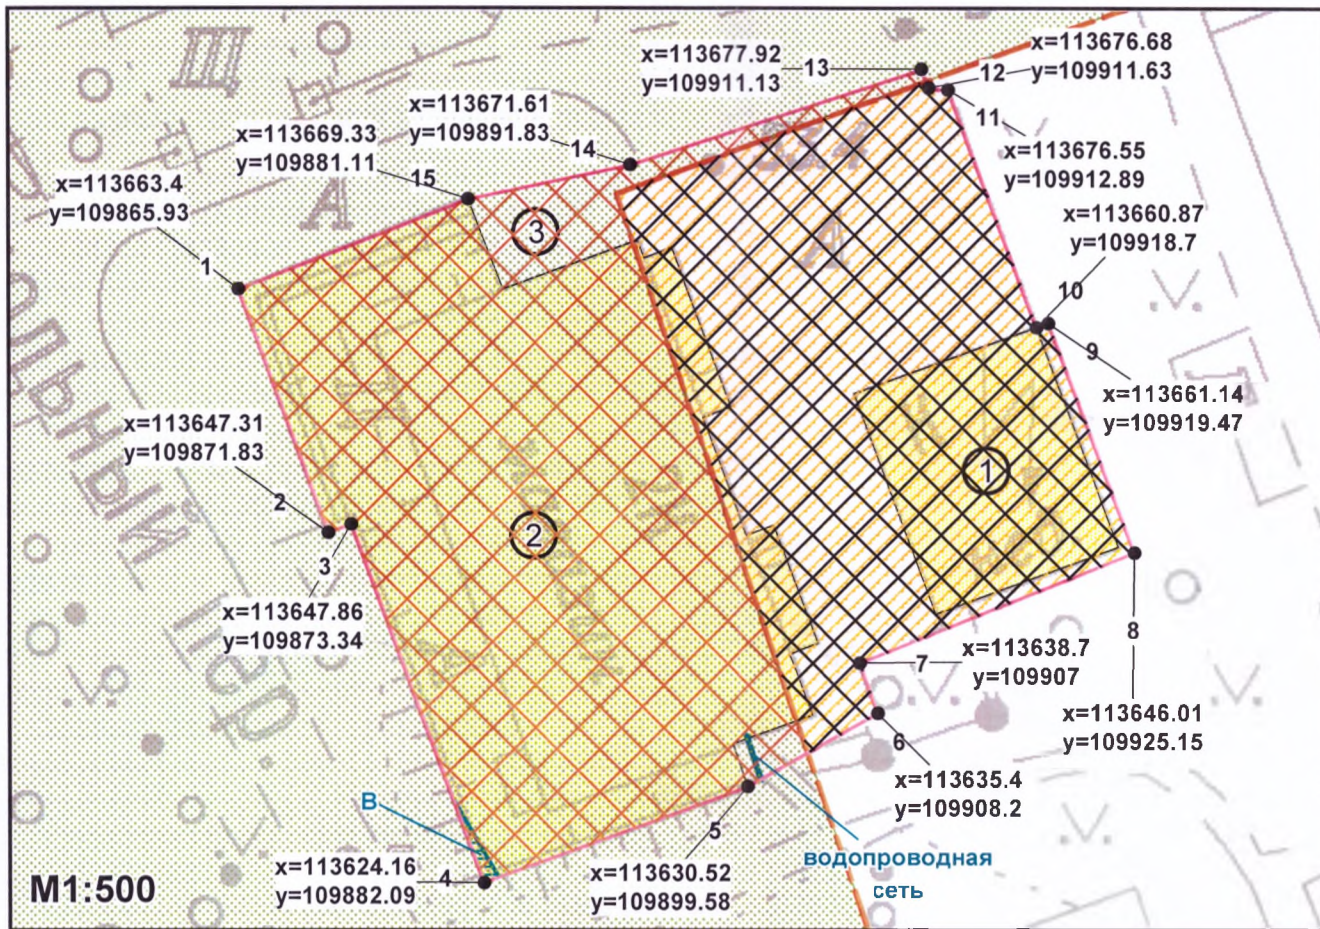 x=113677.92
y=109911.13
13
x=113676.68
y=109911.63
12
x=113671.61
y=109891.83
14
11
x=113676.55
y=109912.89
x=113669.33
y=109881.11
15
x=113663.4
y=109865.93
1
3
А
А
x=113660.87
y=109918.7
10
9
x=113661.14
y=109919.47
x=113647.31
y=109871.83
2
1
2
3
x=113647.86
y=109873.34
x=113638.7
y=109907
7
8
x=113646.01
y=109925.15
6
x=113635.4
y=109908.2
В
5
водопроводная
сеть
x=113624.16
y=109882.09
4
x=113630.52
y=109899.58
М1:500
пер.